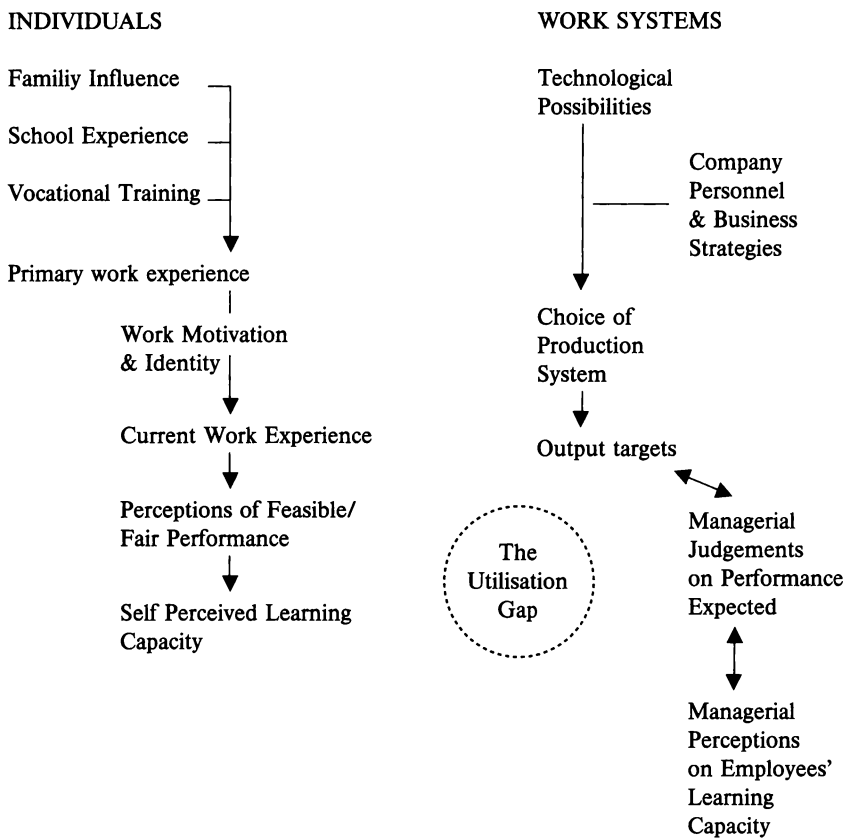 INDIVIDUALS
Familiy Influence
School Experience
Vocational Training
Primary work experience
Work Motivation
& Identity
Current Work Experience
Perceptions of Feasible/
Fair Performance
Self Perceived Learning
Capacity
The
Utilisation
Gap
WORK SYSTEMS
Technological
Possibilities
Company
Personnel
& Business
Strategies
Choice of
Production
System
Output targets
Managerial
Judgements
on Performance
Expected
Managerial
Perceptions
on Employees'
Learning
Capacity